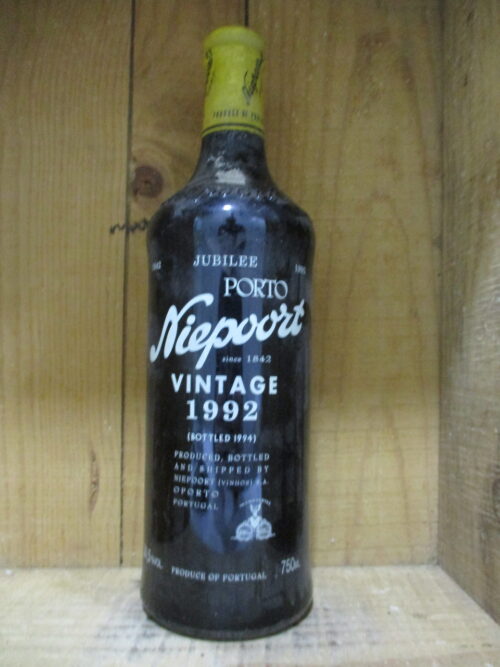 JUBILEE
PORTO
Niepoort
since 1842
VINTAGE
1992
(BOTTLED 1994)
PRODUCED, BOTTLED
AND SHIPPED BY
NIEPOORT (VINHOS) S.A.
OPORTO
PORTUGAL
PRODUCE OF PORTUGAL
750ML